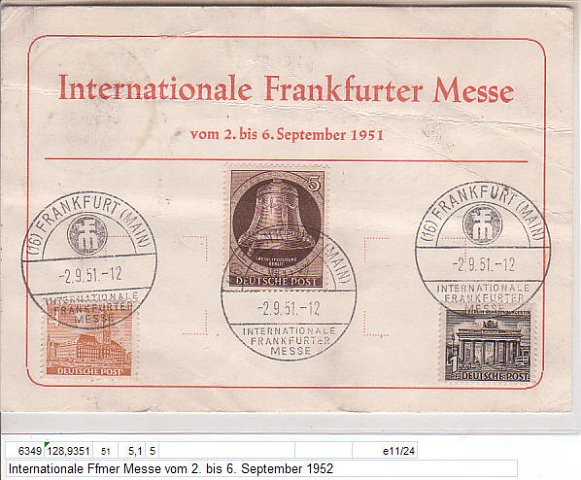 Internationale Frankfurter Messe
vom 2. bis 6. September 1951
5
DEUTSCHE POST
(16) FRANKFURT (MAIN)
-2.9.51.-12
INTERNATIONALE
FRANKFURTER
MESSE
(MAIN)
-2.9.51.-12
INTERNATIONALE
FRANKFURTER
MESSE
(16) FRANKFURT (MAIN)
-2.9.51.-12
INTERNATIONALE
FRANKFURTER
MESSE
DEUTSCHE POST
1
DEUTSCHE POST
6349 128,9351 51 5,1 5 e11/24
Internationale Ffmer Messe vom 2. bis 6. September 1952